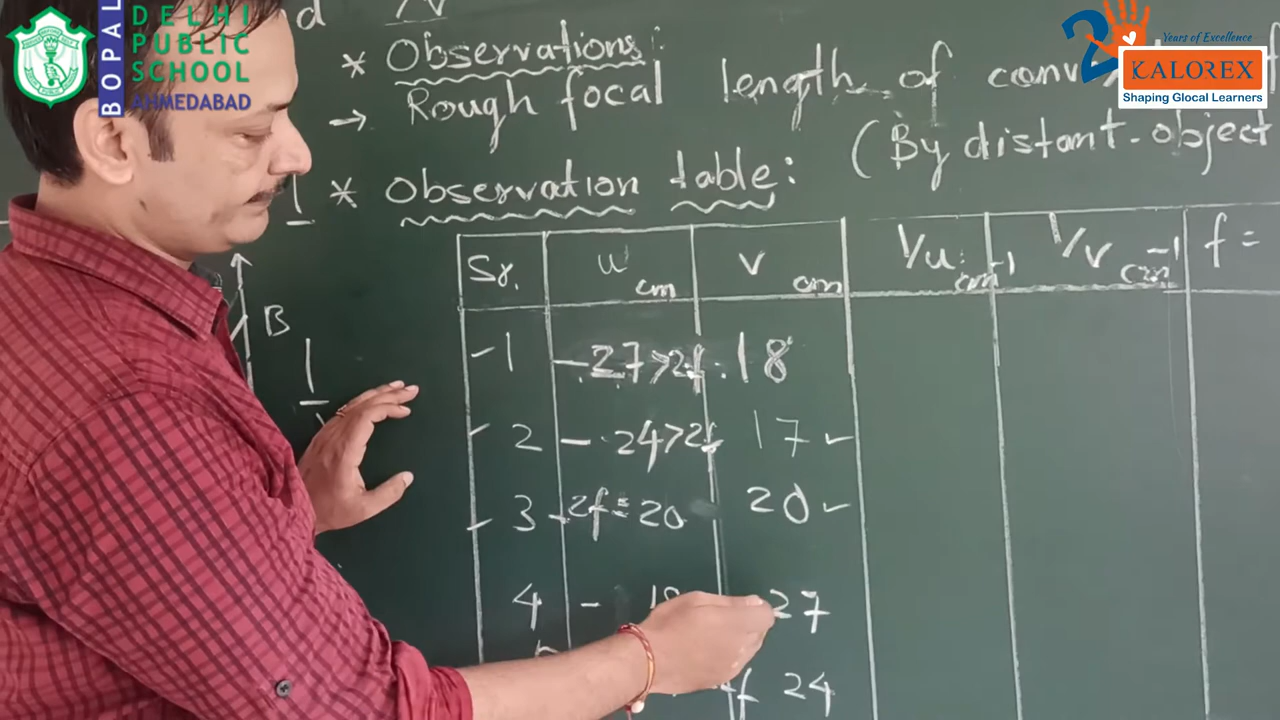 BOPAL
DELHI
PUBLIC
SCHOOL
AHMEDABAD
Years of Excellence
KALOREX
Shaping Glocal Learners
* Observations:
→ Rough focal length of
(By distant-object
* Observation table:
Sr. u cm v cm 1/u cm-1 1/v cm-1 f =
1 - 27>2f 18
2 - 24>2f 17
3 - 2f = 20 20
4 - 27
f 24
B